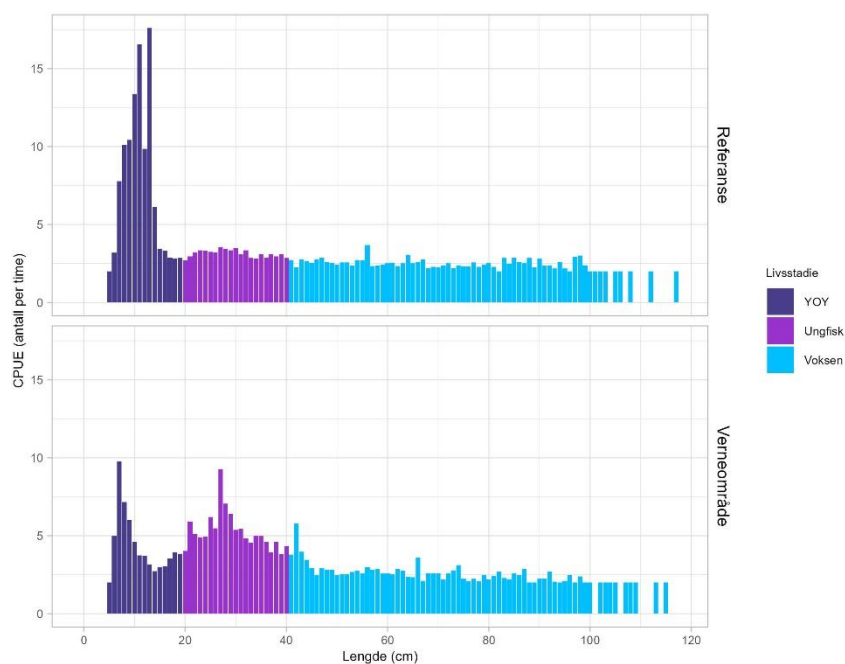 CPUE (antall per time)
15
10
5
0
Referanse
15
10
5
0
Verneområde
0
20
40
60
80
100
120
Lengde (cm)
Livsstadie
YOY
Ungfisk
Voksen